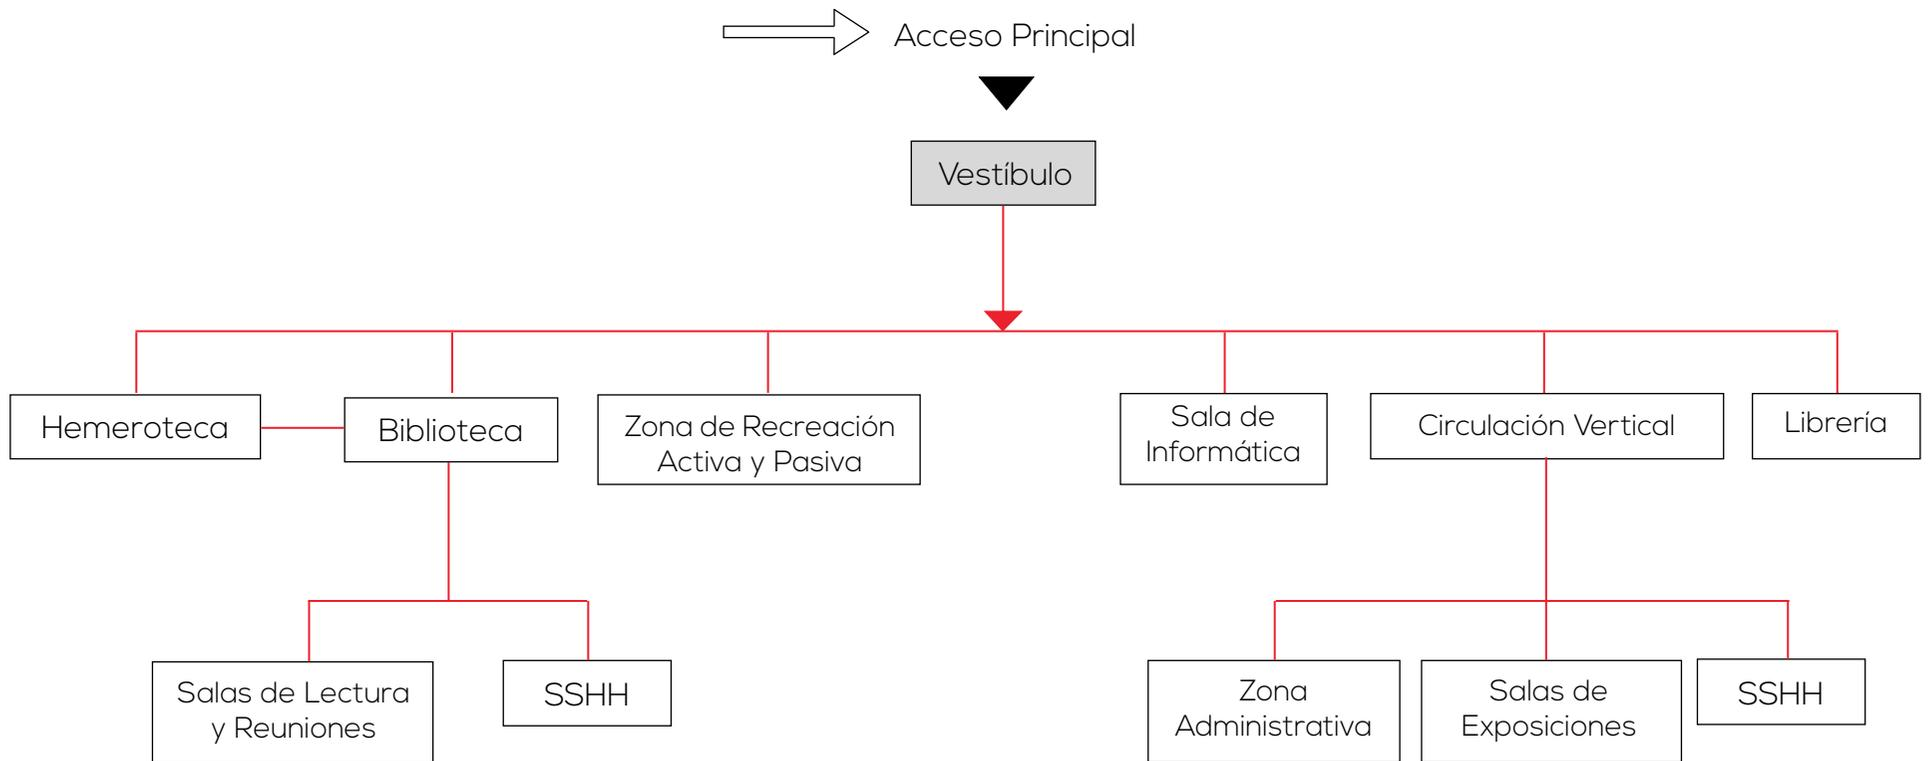 Acceso Principal
Vestíbulo
Hemeroteca
Biblioteca
Zona de Recreación
Activa y Pasiva
Sala de
Informática
Circulación Vertical
Librería
Salas de Lectura
y Reuniones
SSHH
Zona
Administrativa
Salas de
Exposiciones
SSHH